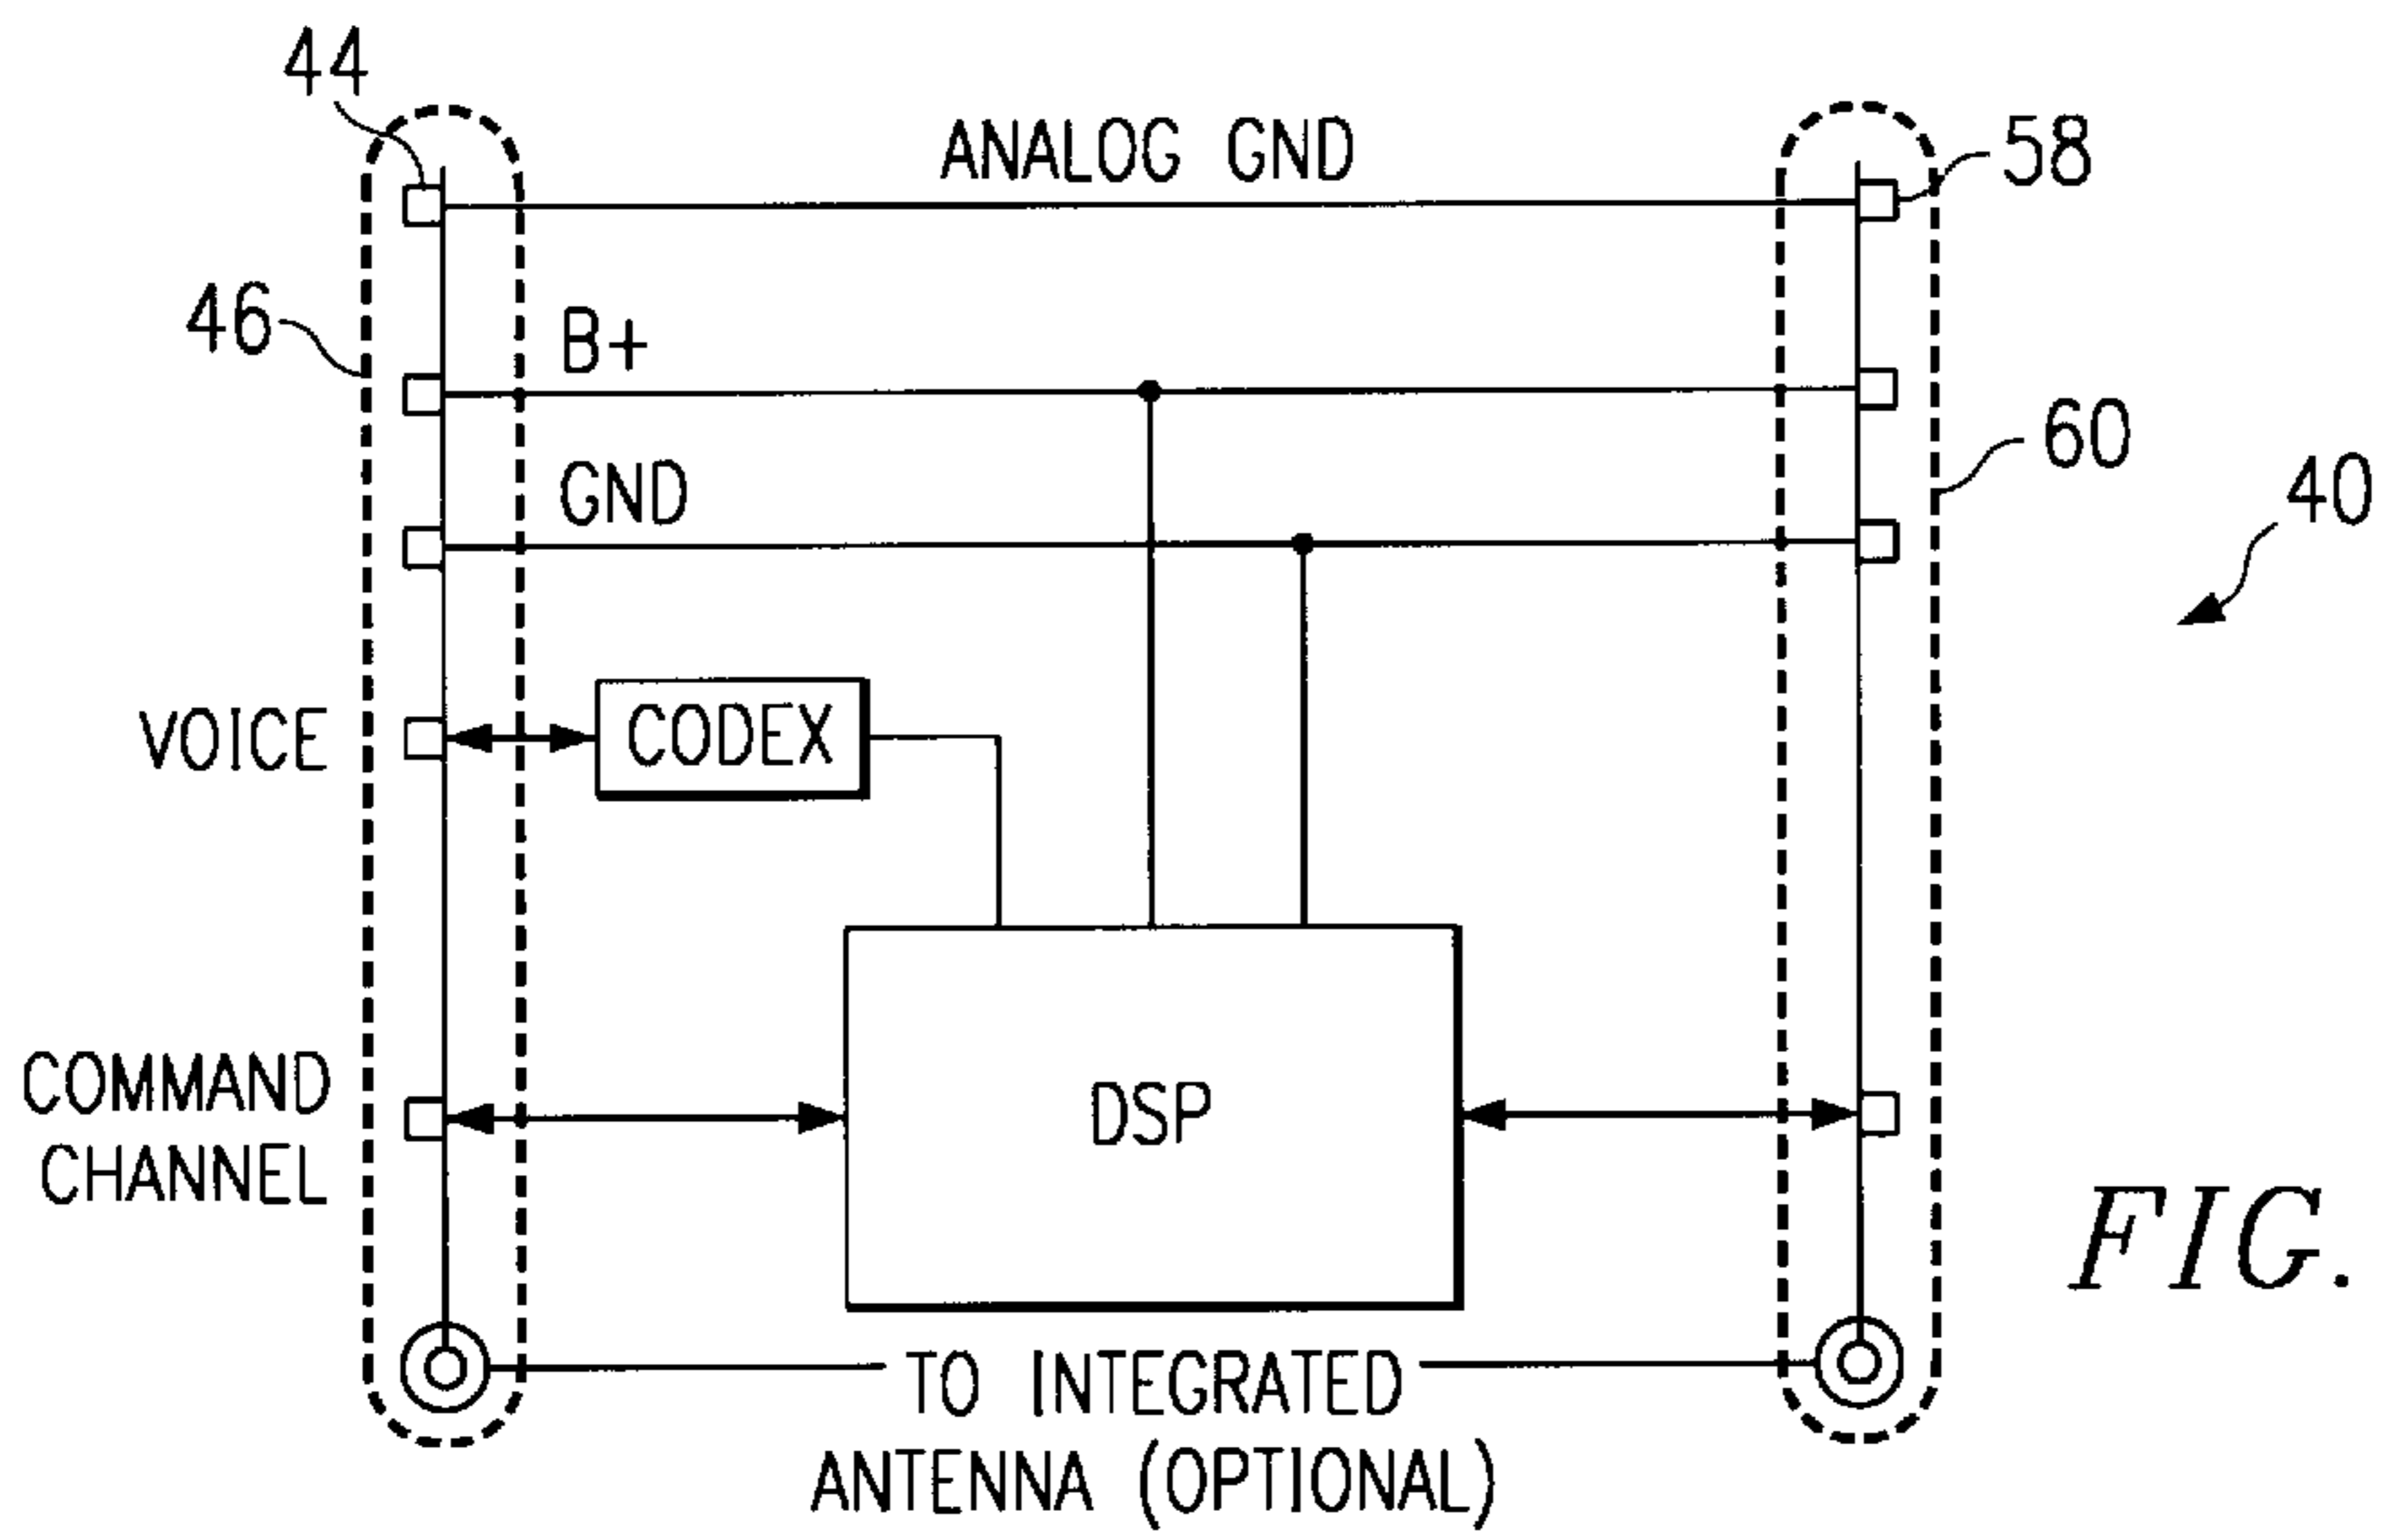 44
ANALOG GND
58
46
B+
60
GND
40
VOICE
CODEX
COMMAND
CHANNEL
DSP
FIG.
TO INTEGRATED
ANTENNA (OPTIONAL)